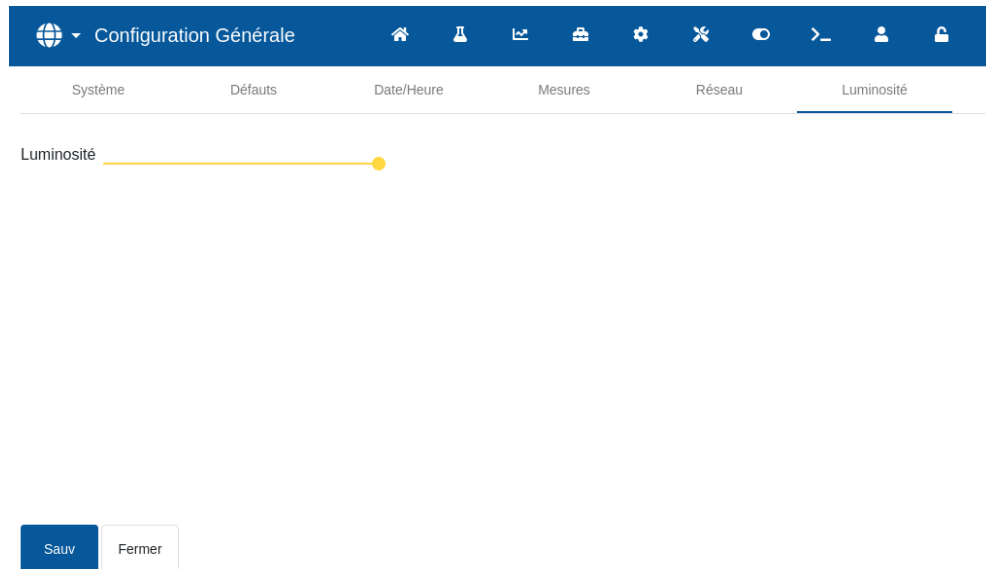 Configuration Générale
Système Défauts Date/Heure Mesures Réseau Luminosité
Luminosité
Sauv Fermer